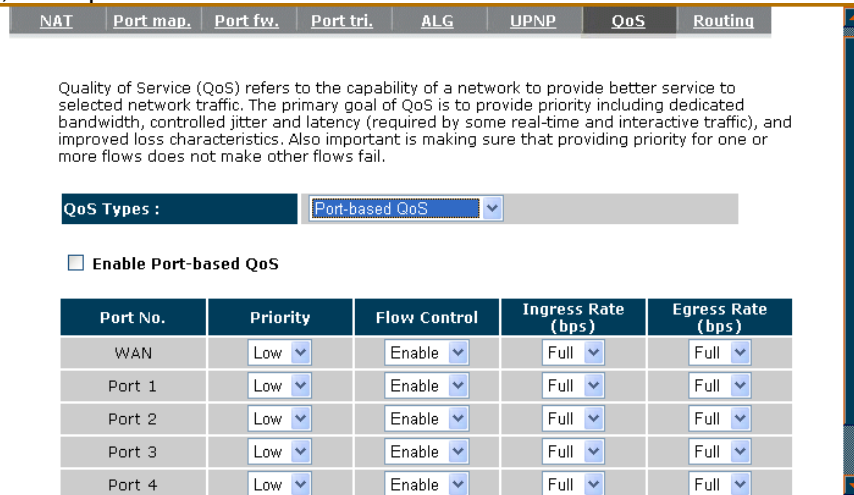 NAT Port map. Port fw. Port tri. ALG UPNP QoS Routing
Quality of Service (QoS) refers to the capability of a network to provide better service to
selected network traffic. The primary goal of QoS is to provide priority including dedicated
bandwidth, controlled jitter and latency (required by some real-time and interactive traffic), and
improved loss characteristics. Also important is making sure that providing priority for one or
more flows does not make other flows fail.
QoS Types : Port-based QoS
Enable Port-based QoS
Port No. Priority Flow Control Ingress Rate (bps) Egress Rate (bps)
WAN Low Enable Full Full
Port 1 Low Enable Full Full
Port 2 Low Enable Full Full
Port 3 Low Enable Full Full
Port 4 Low Enable Full Full